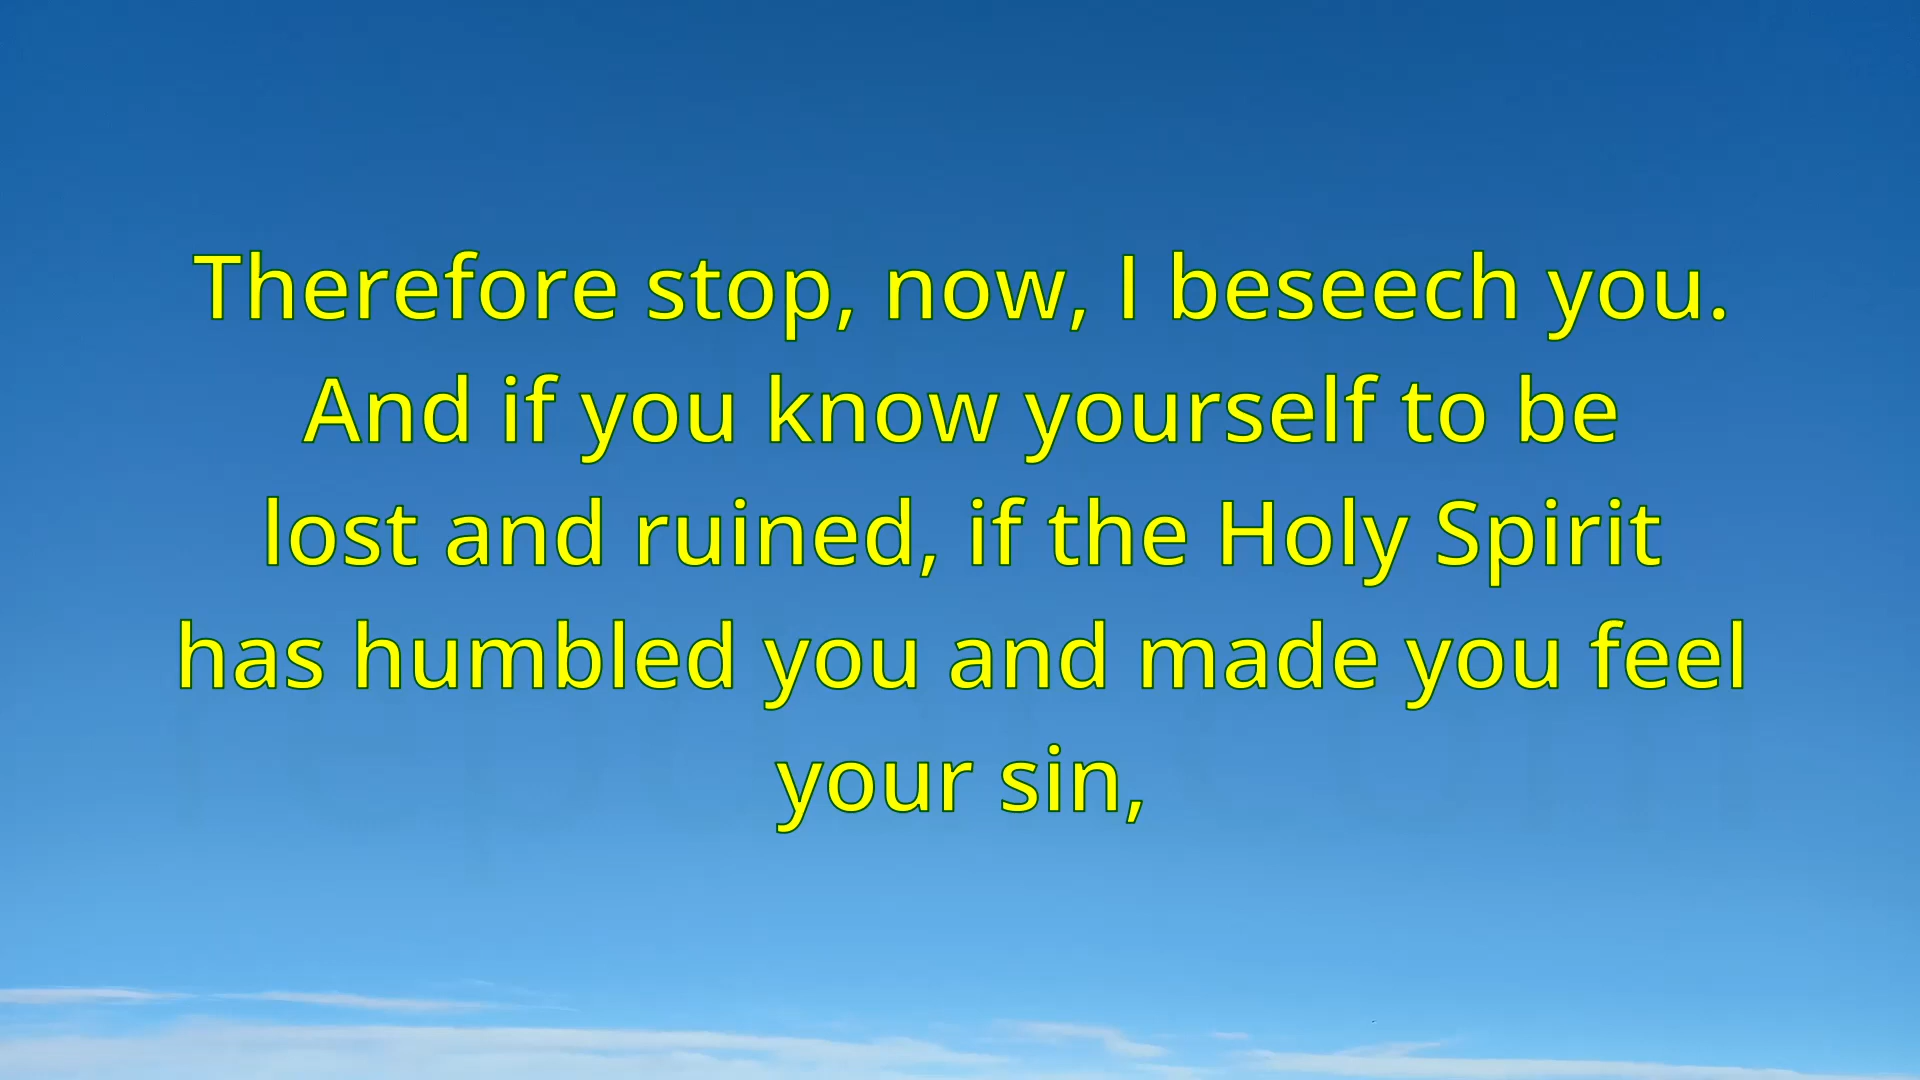 Therefore stop, now, I beseech you.
And if you know yourself to be
lost and ruined, if the Holy Spirit
has humbled you and made you feel
your sin,